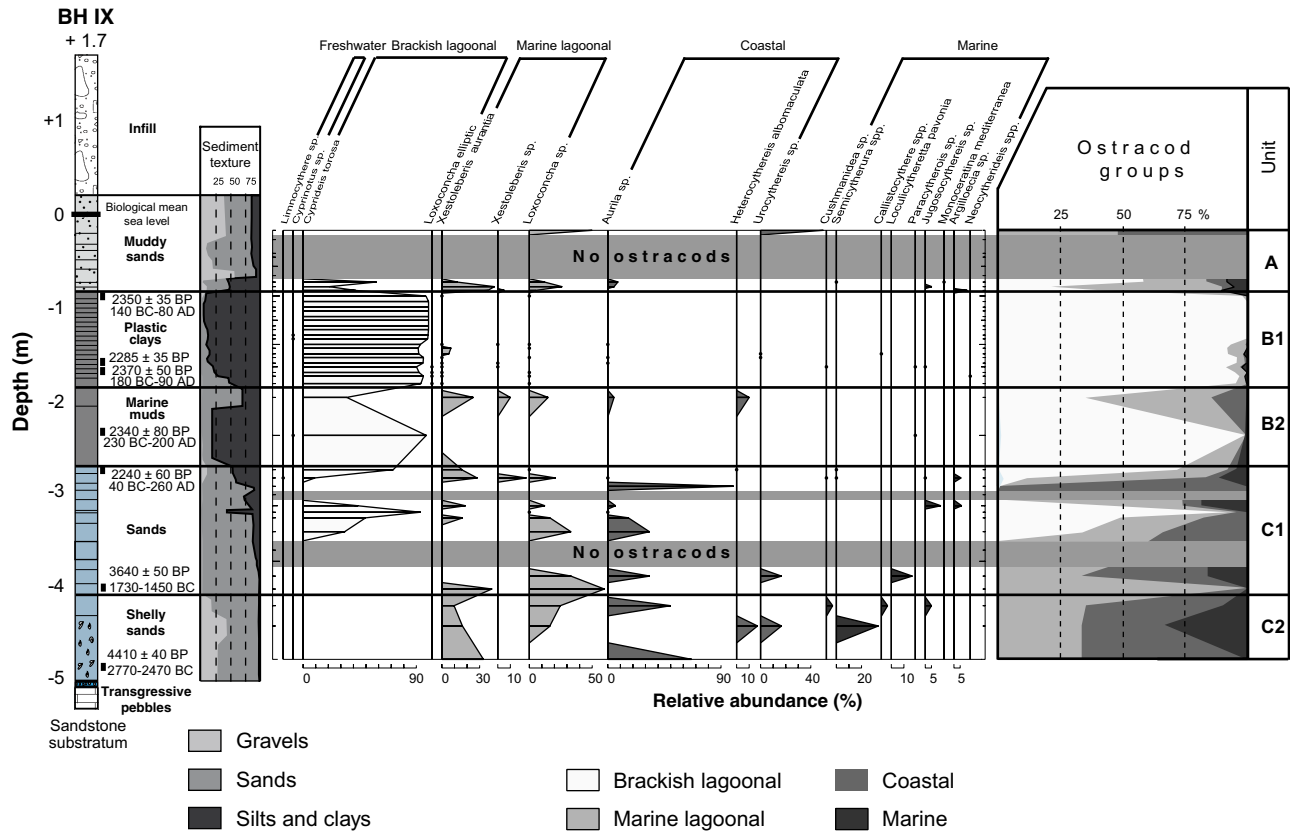 BH IX
+ 1.7
Freshwater
Brackish lagoonal
Marine lagoonal
Coastal
Marine
Limnocythere sp.
Cyprinotus sp.
Cyprideis torosa
Loxoconcha elliptic
Xestoleberis aurantia
Xestoleberis sp.
Loxoconcha sp.
Aurila sp.
Heterocythereis albomaculata
Urocythereis sp.
Cushmanidea sp.
Semicytherura spp.
Callistocythere spp.
Loculicytheretta pavonia
Paracytherois sp.
Jugosocythereis sp.
Monoceratina mediterranea
Argilloecia sp.
Neocytherideis spp.
Ostracod
groups
Unit
25
50
75 %
Depth (m)
+1
0
-1
-2
-3
-4
-5
Infill
Sediment
texture
25 50 75
Biological mean
sea level
Muddy
sands
2350 ± 35 BP
140 BC-80 AD
Plastic
clays
2285 ± 35 BP
2370 ± 50 BP
180 BC-90 AD
Marine
muds
2340 ± 80 BP
230 BC-200 AD
2240 ± 60 BP
40 BC-260 AD
Sands
3640 ± 50 BP
1730-1450 BC
Shelly
sands
4410 ± 40 BP
2770-2470 BC
Transgressive
pebbles
Sandstone
substratum
No ostracods
No ostracods
A
B1
B2
C1
C2
0 90 0 30 10 0 50 0 90 10 0 40 20 10 5 5
Relative abundance (%)
Gravels
Sands
Silts and clays
Brackish lagoonal
Marine lagoonal
Coastal
Marine